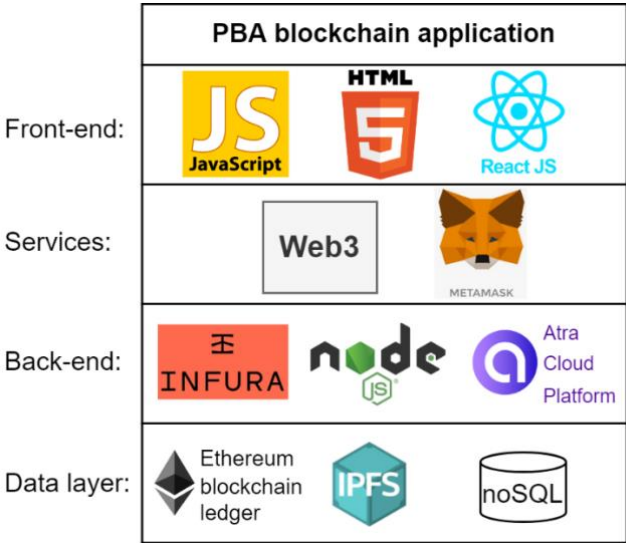 PBA blockchain application
Front-end:
JS
JavaScript
HTML
5
React JS
Services:
Web3
METAMASK
Back-end:
INFURA
node
JS®
Atra
Cloud
Platform
Data layer:
Ethereum
blockchain
ledger
IPFS
noSQL